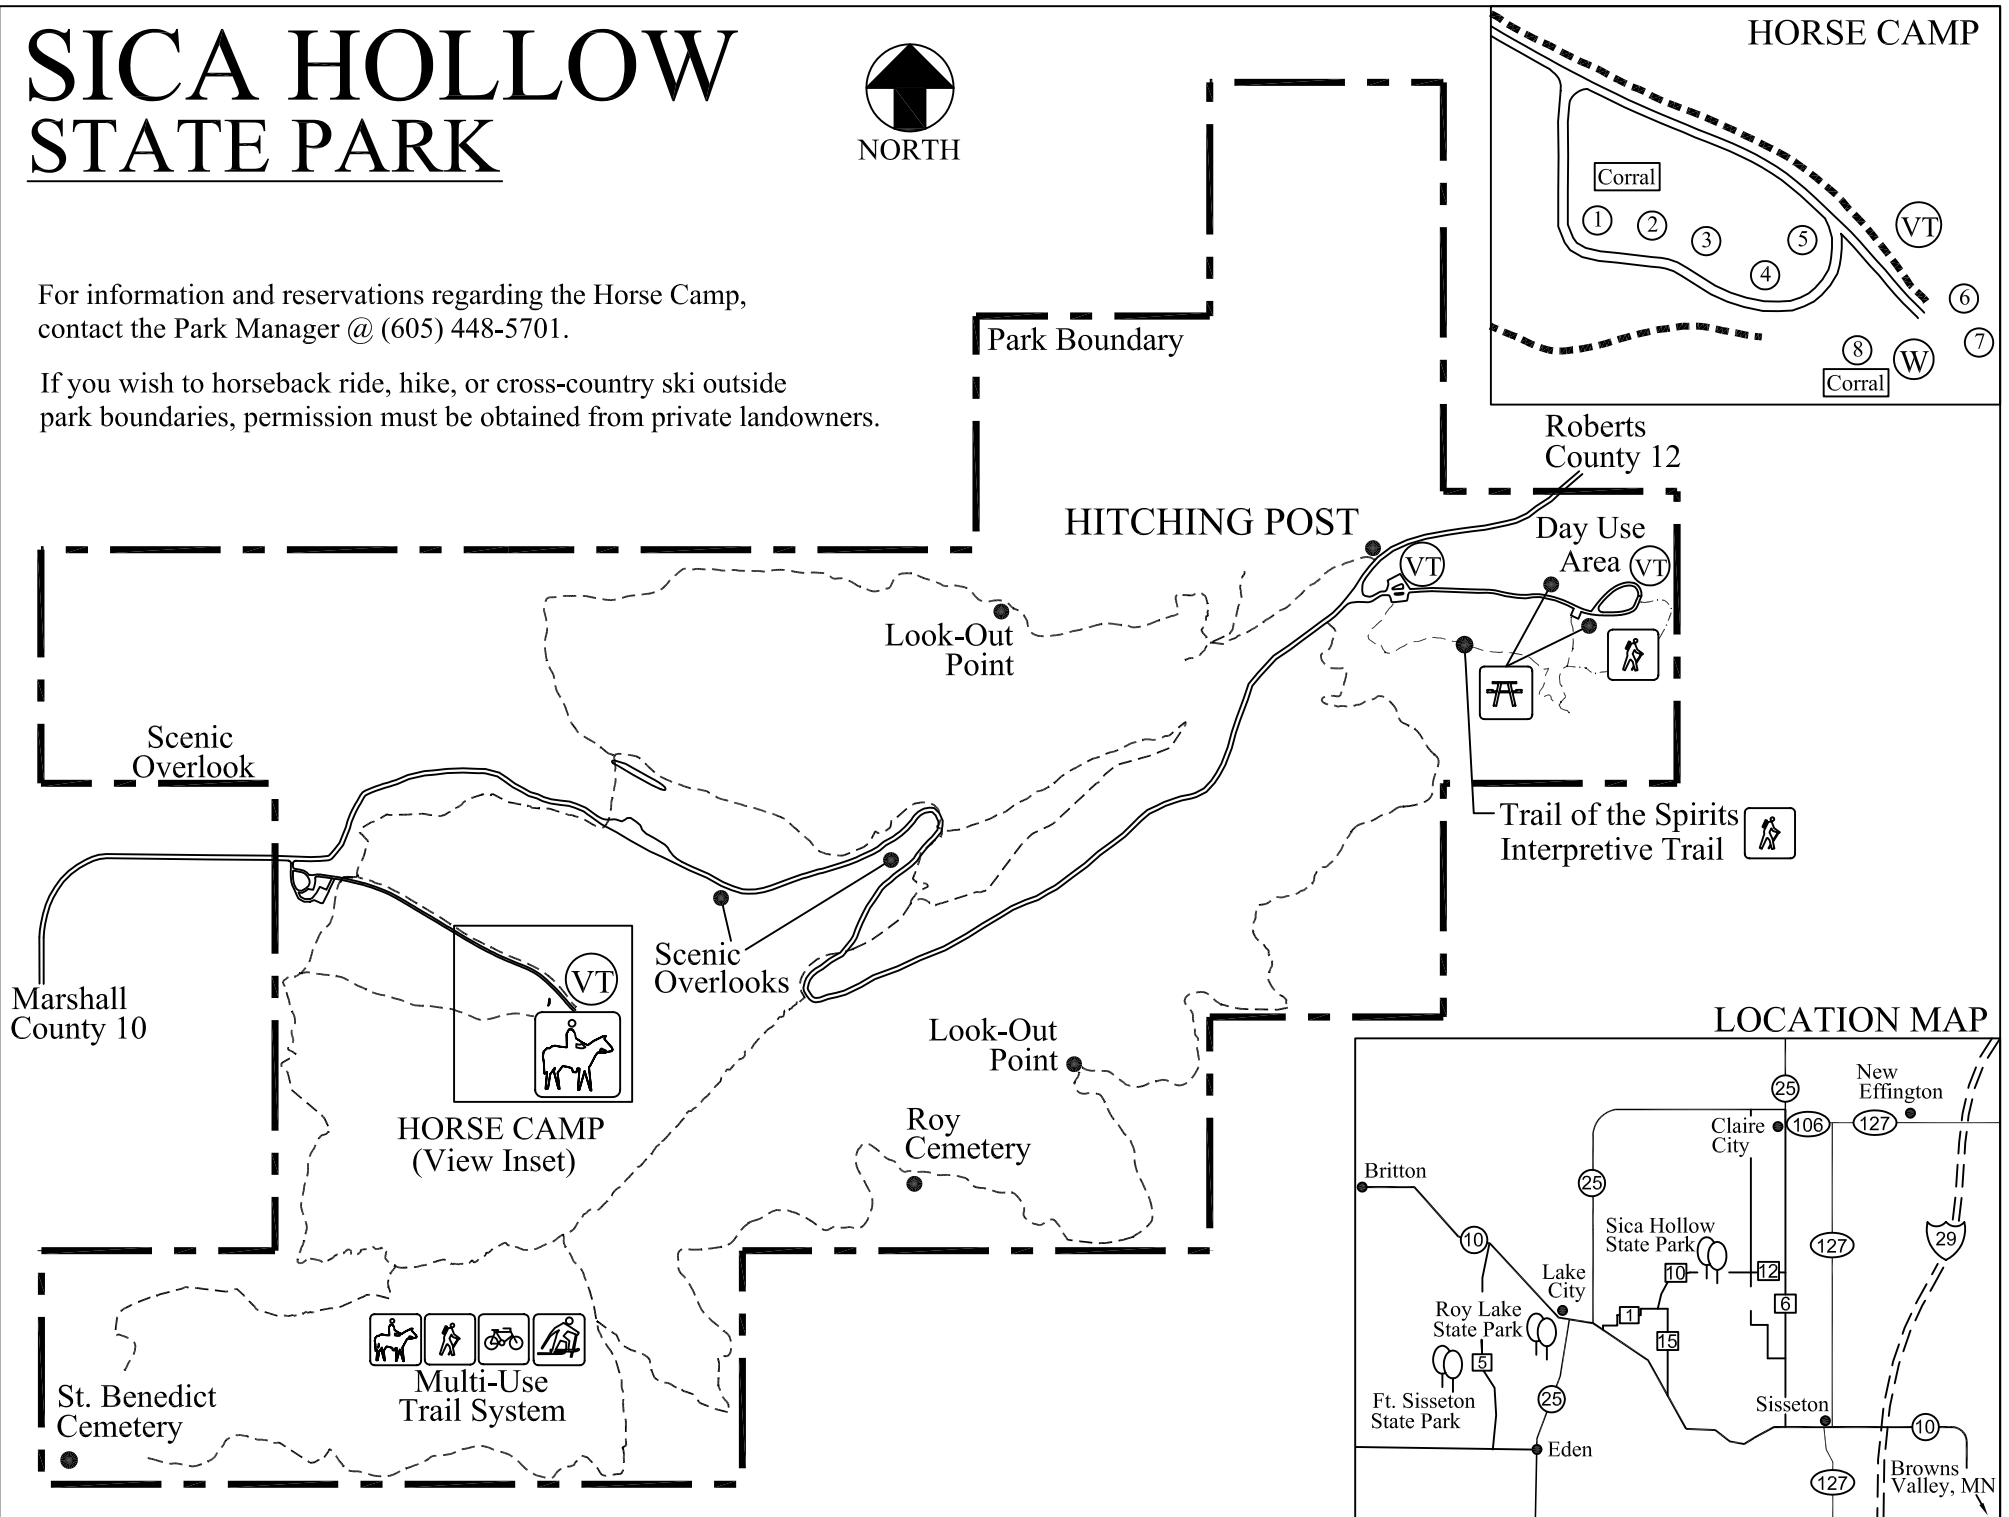 SICA HOLLOW
STATE PARK
NORTH
For information and reservations regarding the Horse Camp,
contact the Park Manager @ (605) 448-5701.
If you wish to horseback ride, hike, or cross-country ski outside
park boundaries, permission must be obtained from private landowners.
Park Boundary
HORSE CAMP
Corral
1
2
3
4
5
VT
6
7
8
W
Corral
Roberts
County 12
HITCHING POST
VT
Day Use
Area
VT
Look-Out
Point
Scenic
Overlook
Trail of the Spirits
Interpretive Trail
Marshall
County 10
Scenic
Overlooks
VT
HORSE CAMP
(View Inset)
Look-Out
Point
Roy
Cemetery
Multi-Use
Trail System
St. Benedict
Cemetery
LOCATION MAP
25
New
Effington
Claire
City
106
127
Britton
25
10
Sica Hollow
State Park
127
29
Lake
City
10
12
1
6
Roy Lake
State Park
15
5
Ft. Sisseton
State Park
25
Sisseton
10
Eden
127
Browns
Valley, MN